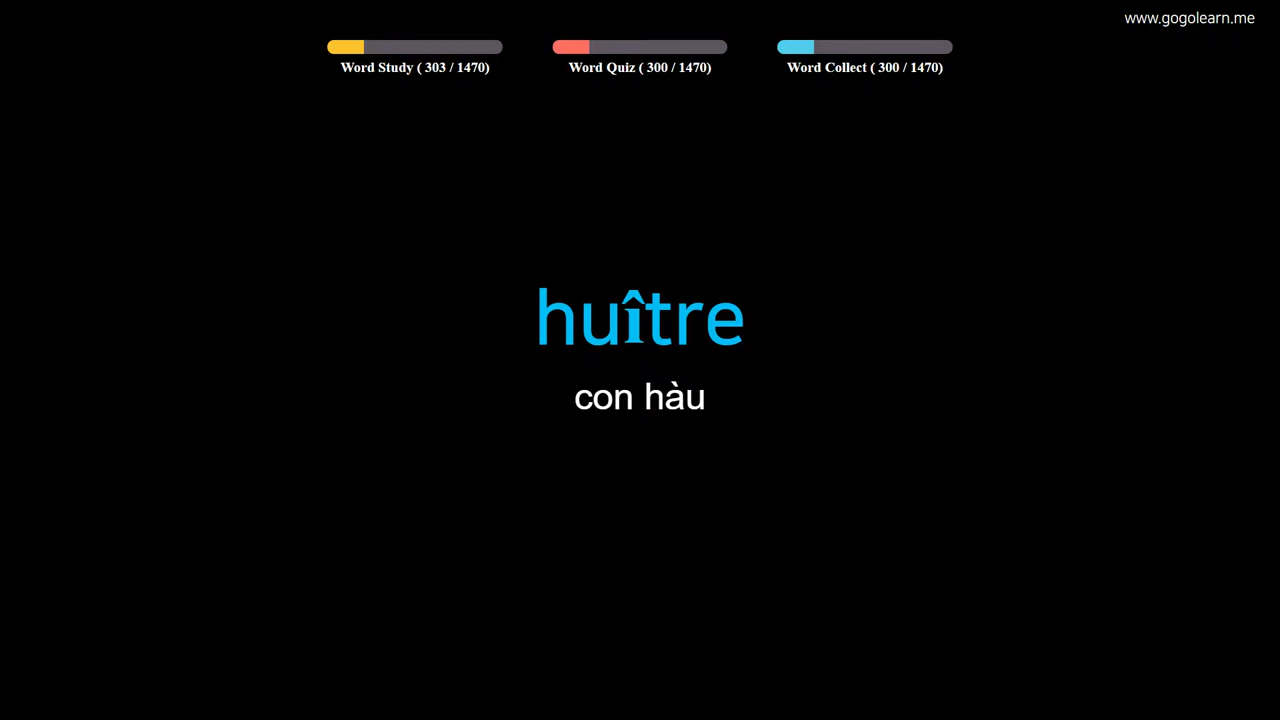 www.gogolearn.me
Word Study ( 303 / 1470)
Word Quiz ( 300 / 1470)
Word Collect ( 300 / 1470)
huître
con hàu